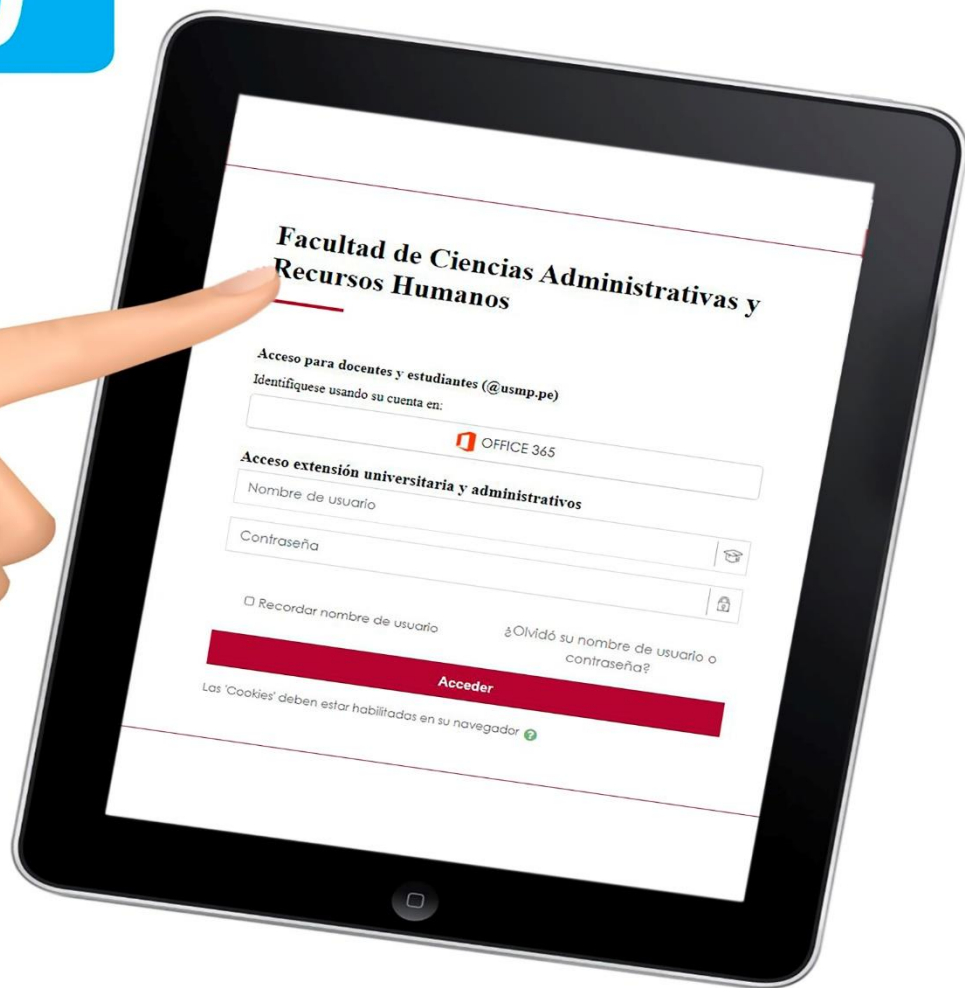 Facultad de Ciencias Administrativas y
Recursos Humanos
Acceso para docentes y estudiantes (@usmp.pe)
Identifiquese usando su cuenta en:
OFFICE 365
Acceso extensión universitaria y administrativos
Nombre de usuario
Contraseña
Recordar nombre de usuario
¿Olvidó su nombre de usuario o
contraseña?
Acceder
Las 'Cookies' deben estar habilitadas en su navegador